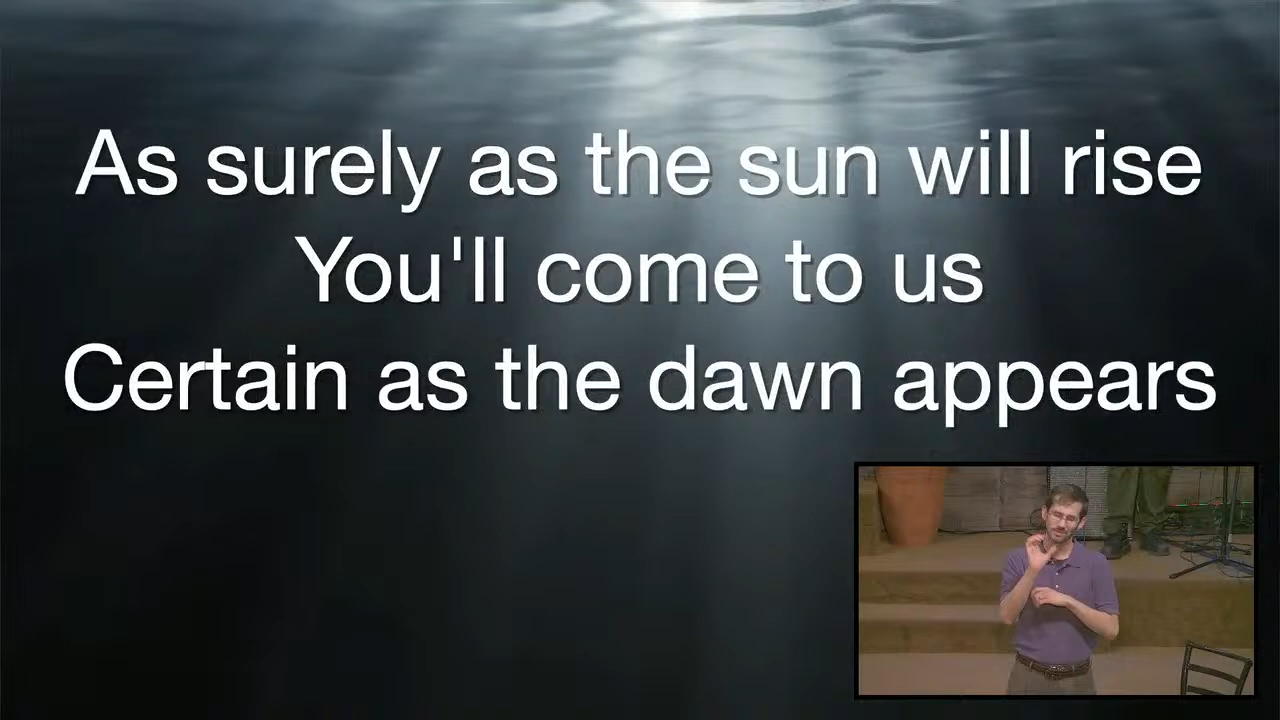 As surely as the sun will rise
You'll come to us
Certain as the dawn appears